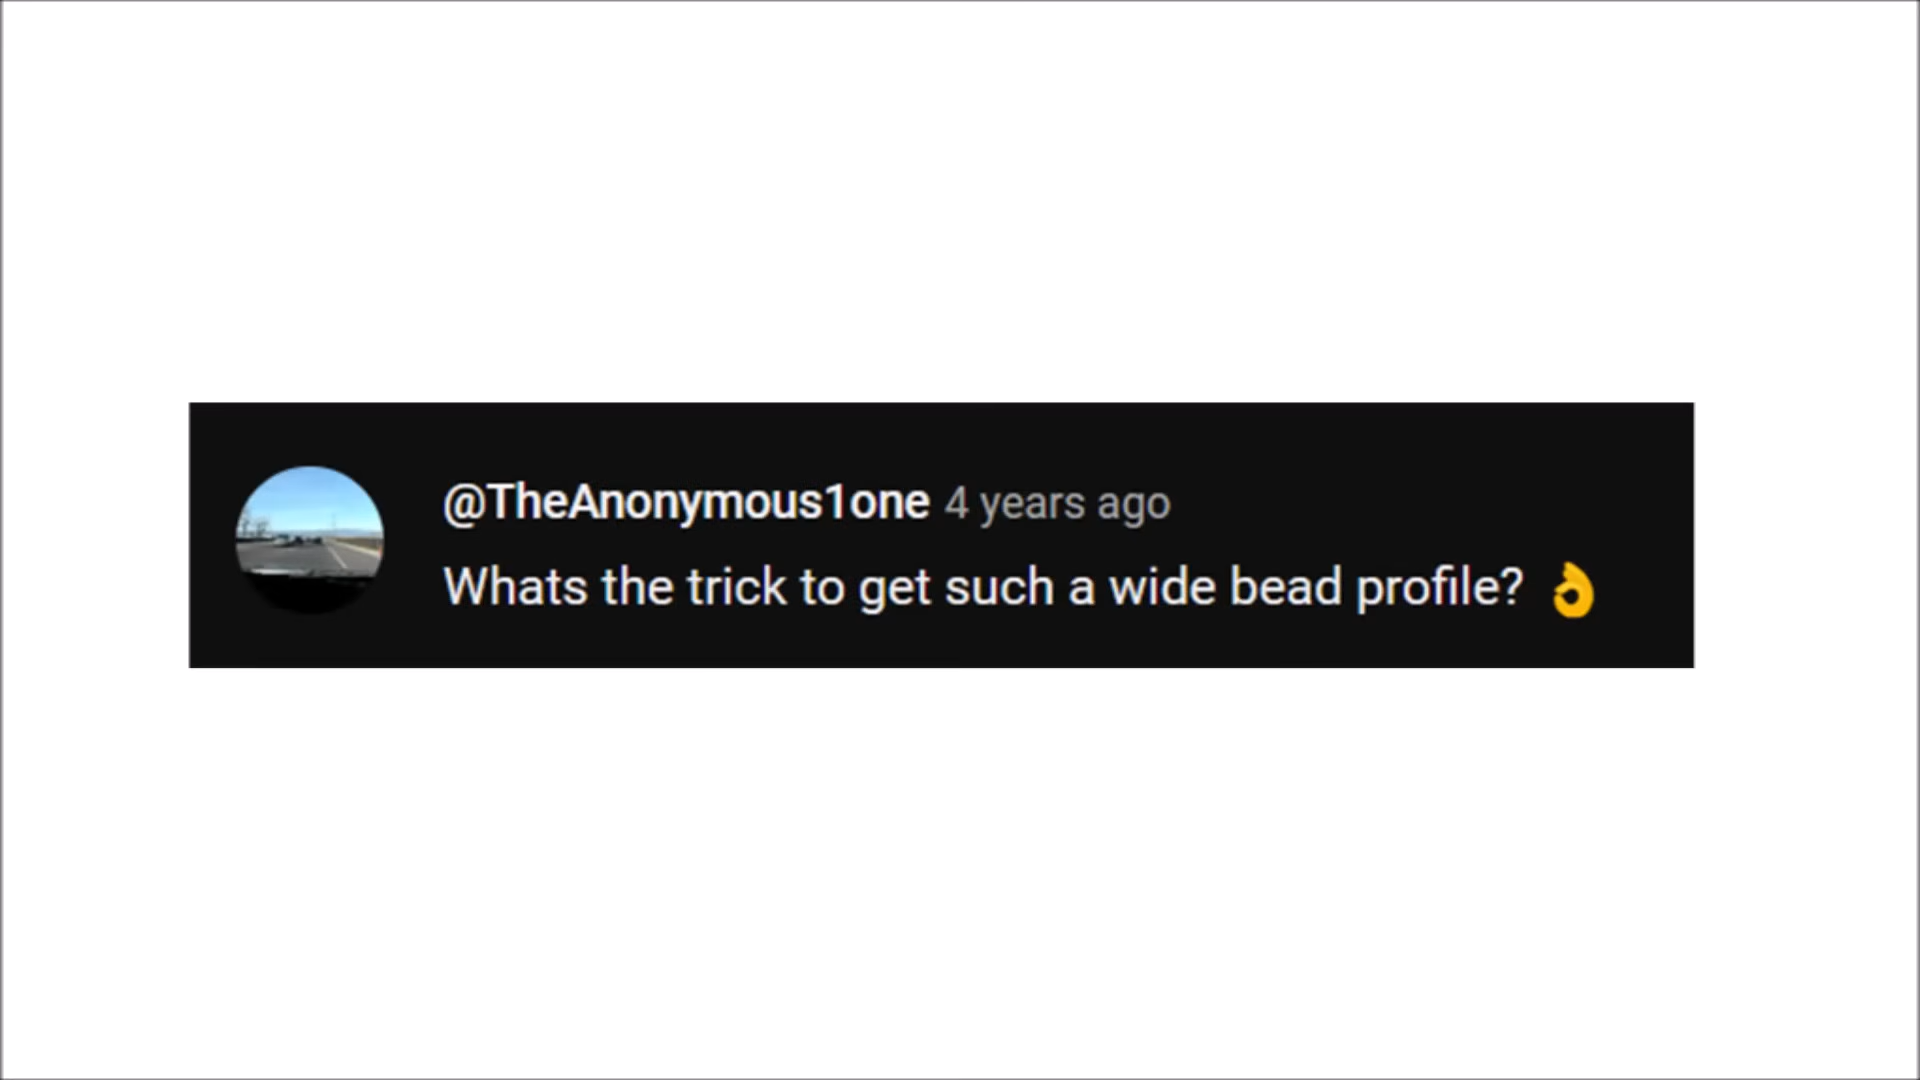 @TheAnonymous1one 4 years ago
Whats the trick to get such a wide bead profile? 👌